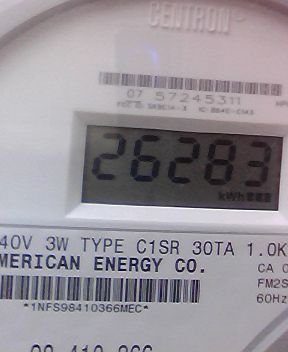 CENTRON
07 57245311
26283
kWh
40V 3W TYPE C1SR 30TA 1.0K
MERICAN ENERGY CO.
CA 0
FM2S
60Hz
*1NFS98410366MEC*